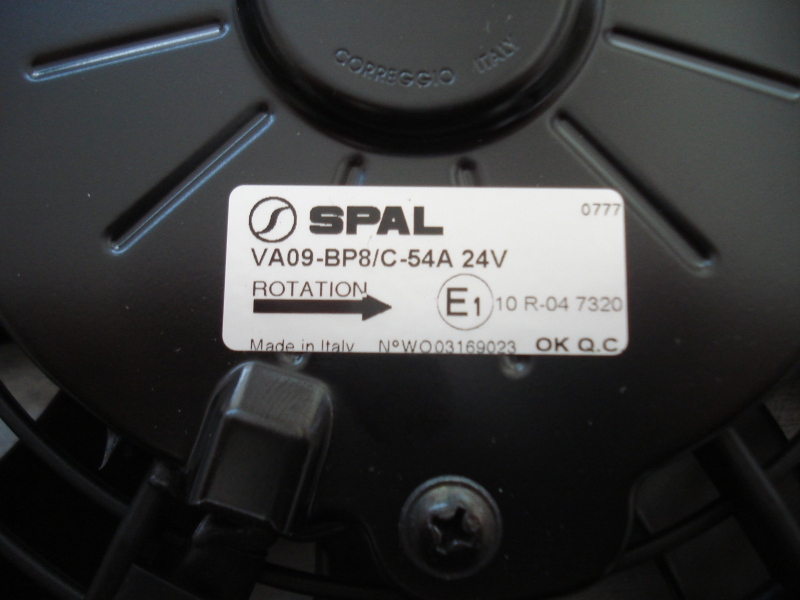 CORREGGIO ITALY
SPAL 0777
VA09-BP8/C-54A 24V
ROTATION
E1 10 R-04 7320
Made in Italy N°WO03169023 OK Q.C